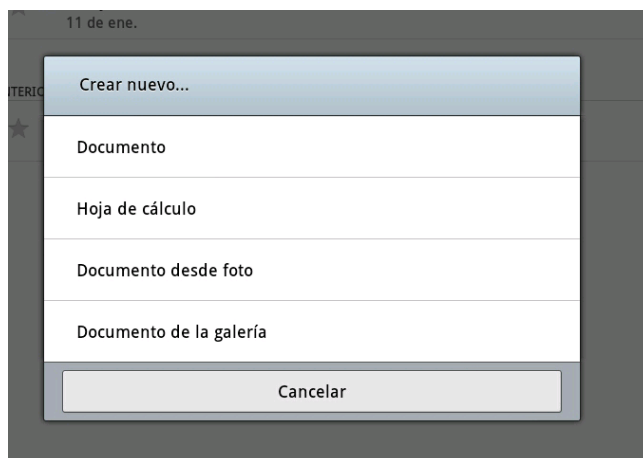 11 de ene.
Crear nuevo...
Documento
Hoja de cálculo
Documento desde foto
Documento de la galería
Cancelar